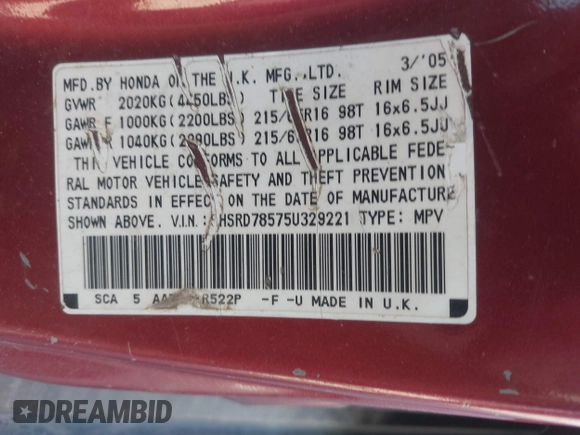 MFD.BY HONDA OF THE U.K. MFG. LTD. 3/'05
GVWR 2020KG(4450LBS) TIRE SIZE RIM SIZE
GAWR F 1000KG(2200LBS) 215/ R16 98T 16x6.5JJ
GAWR 1040KG(2290LBS) 215/ R16 98T 16x6.5JJ
THIS VEHICLE CONFORMS TO ALL APPLICABLE FEDE-
RAL MOTOR VEHICLE SAFETY AND THEFT PREVENTION
STANDARDS IN EFFECT ON THE DATE OF MANUFACTURE
SHOWN ABOVE. V.I.N.: HSRD78575U329221 TYPE: MPV
SCA 5 R522P -F -U MADE IN U.K.
DREAMBID